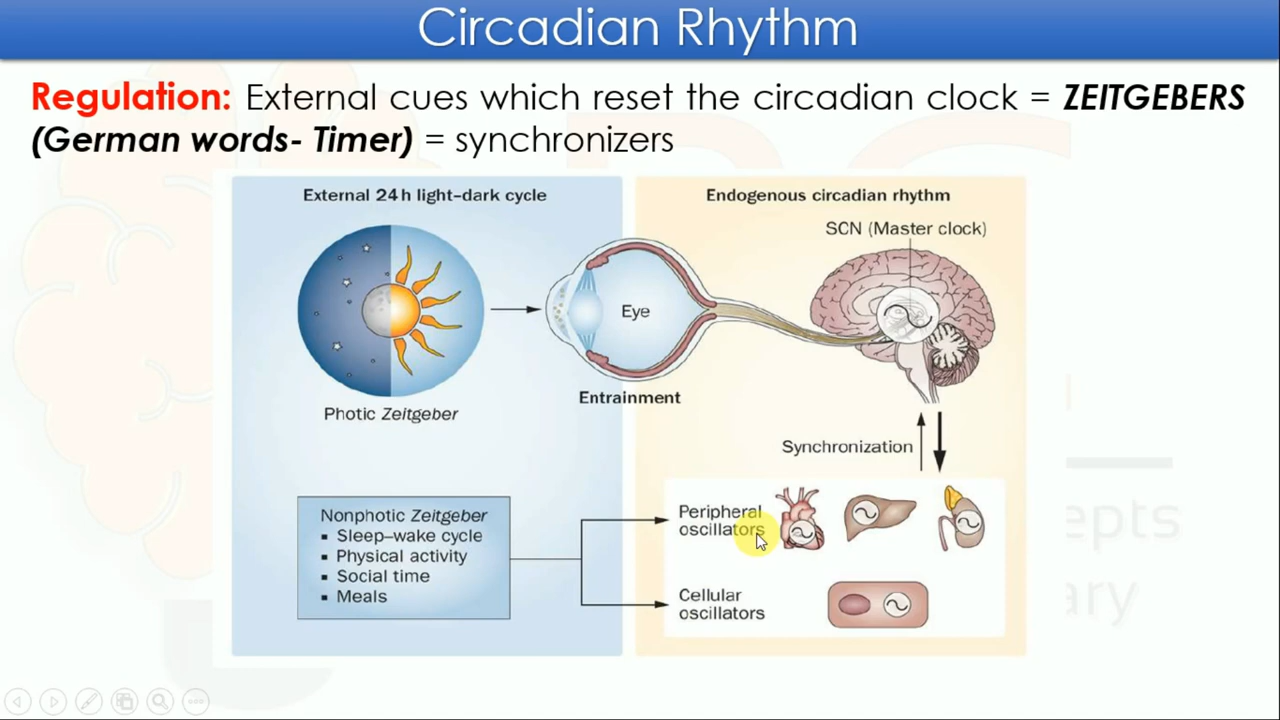 Circadian Rhythm
Regulation: External cues which reset the circadian clock = ZEITGEBERS
(German words- Timer) = synchronizers
External 24 h light–dark cycle
Endogenous circadian rhythm
SCN (Master clock)
Eye
Entrainment
Photic Zeitgeber
Synchronization
Nonphotic Zeitgeber
▪ Sleep–wake cycle
▪ Physical activity
▪ Social time
▪ Meals
Peripheral
oscillators
Cellular
oscillators
epts
ary